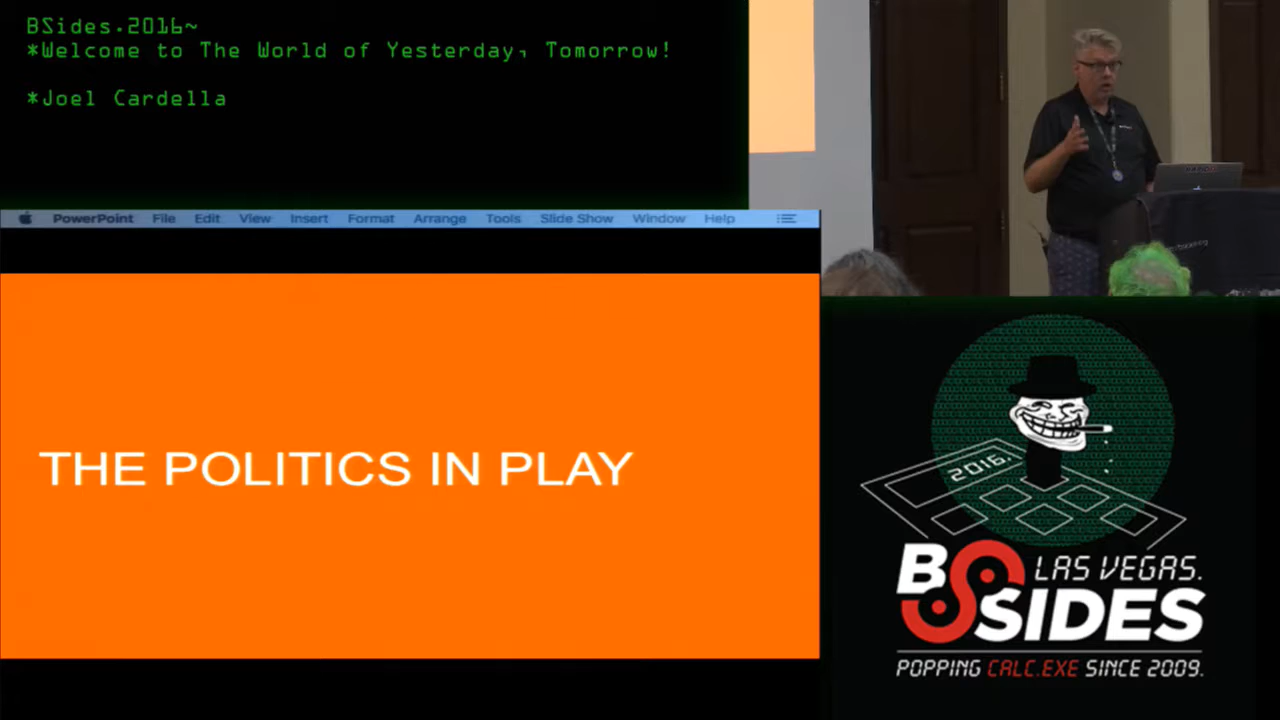 BSides.2016~
*Welcome to The World of Yesterday, Tomorrow!
*Joel Cardella
PowerPoint File Edit View Insert Format Arrange Tools Slide Show Window Help
THE POLITICS IN PLAY
2016.
BSIDES
LAS VEGAS.
POPPING CALC.EXE SINCE 2009.